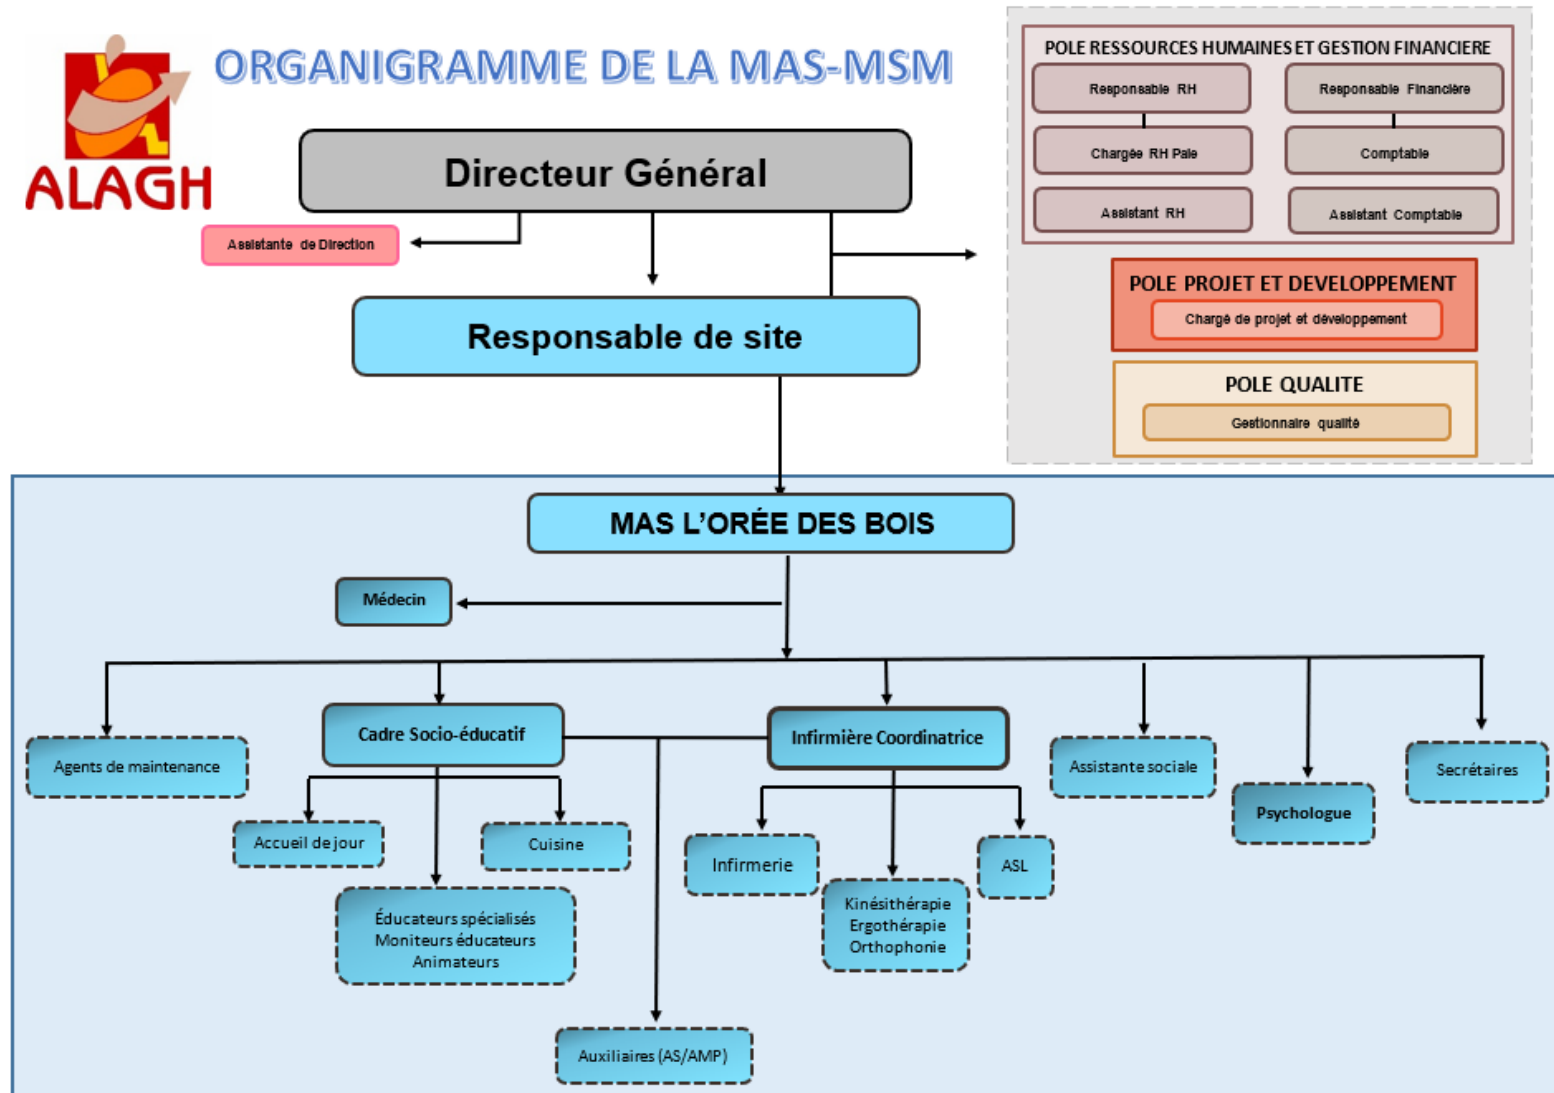 ALAGH
ORGANIGRAMME DE LA MAS-MSM
Directeur Général
Assistante de Direction
Responsable de site
POLE RESSOURCES HUMAINES ET GESTION FINANCIERE
Responsable RH
Responsable Financière
Chargée RH Paie
Comptable
Assistant RH
Assistant Comptable
POLE PROJET ET DEVELOPPEMENT
Chargé de projet et développement
POLE QUALITE
Gestionnaire qualité
MAS L'ORÉE DES BOIS
Médecin
Agents de maintenance
Cadre Socio-éducatif
Infirmière Coordinatrice
Assistante sociale
Psychologue
Secrétaires
Accueil de jour
Cuisine
Éducateurs spécialisés
Moniteurs éducateurs
Animateurs
Infirmerie
Kinésithérapie
Ergothérapie
Orthophonie
ASL
Auxiliaires (AS/AMP)